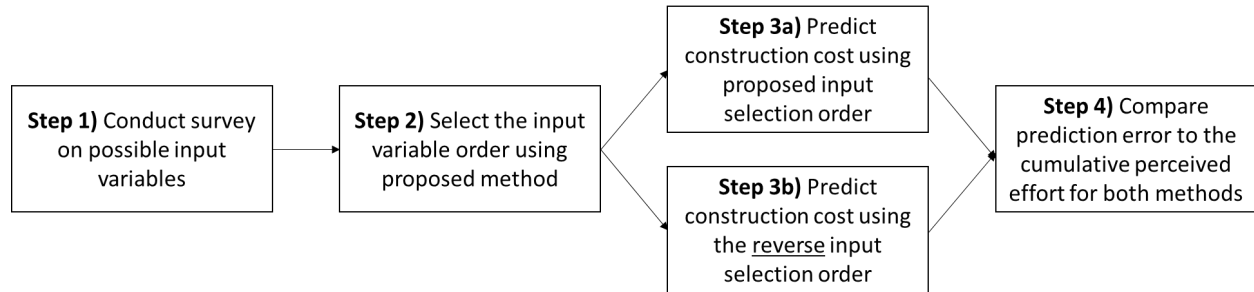 Step 1) Conduct survey
on possible input
variables
Step 2) Select the input
variable order using
proposed method
Step 3a) Predict
construction cost using
proposed input
selection order
Step 3b) Predict
construction cost using
the reverse input
selection order
Step 4) Compare
prediction error to the
cumulative perceived
effort for both methods